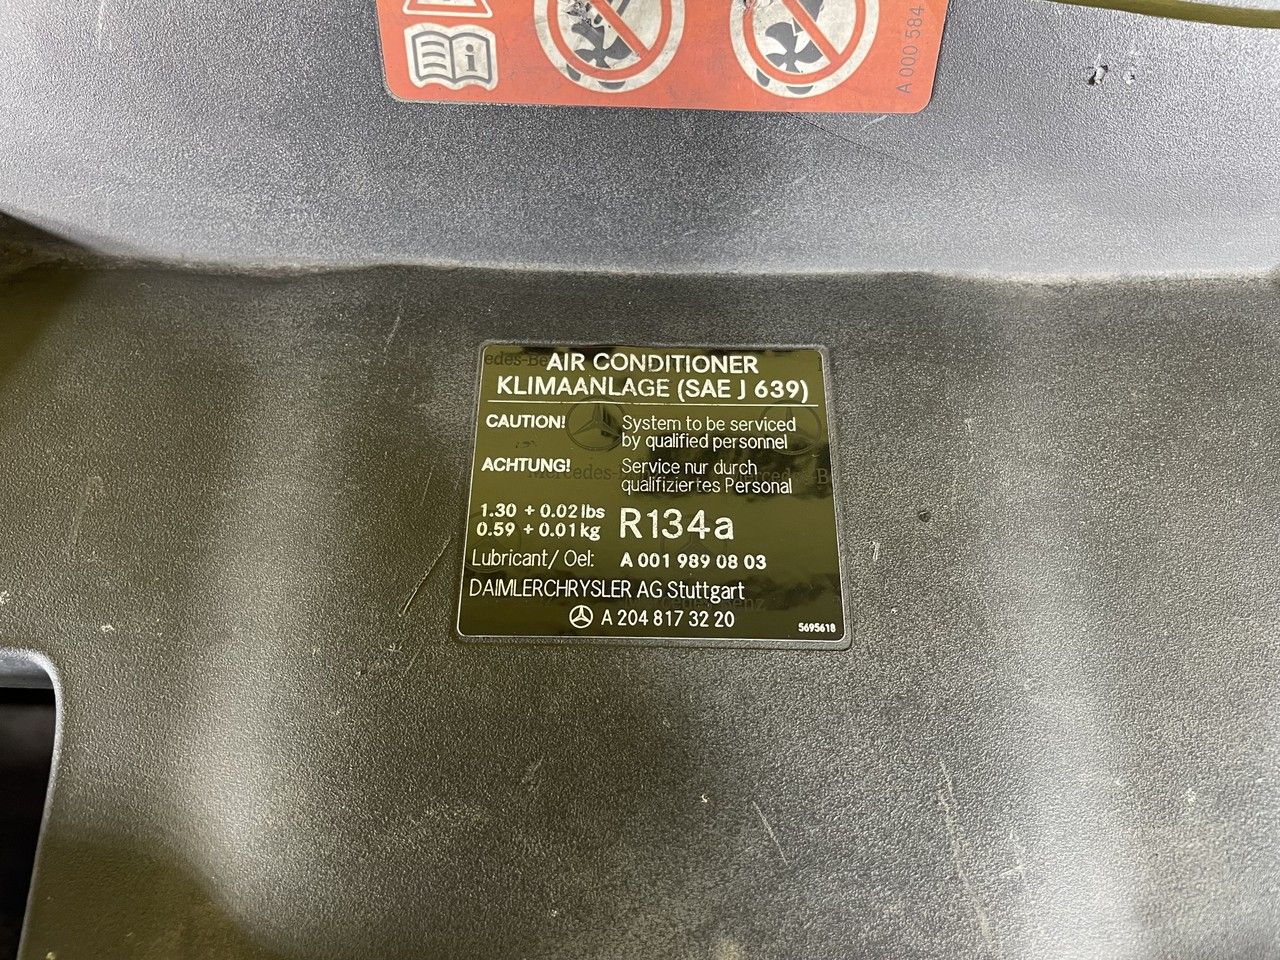 A 000 584
AIR CONDITIONER
KLIMAANLAGE (SAE J 639)
CAUTION! System to be serviced
by qualified personnel
ACHTUNG! Service nur durch
qualifiziertes Personal
1.30 + 0.02 lbs
0.59 + 0.01 kg R134a
Lubricant/ Oel: A 001 989 08 03
DAIMLERCHRYSLER AG Stuttgart
A 204 817 32 20
5695618